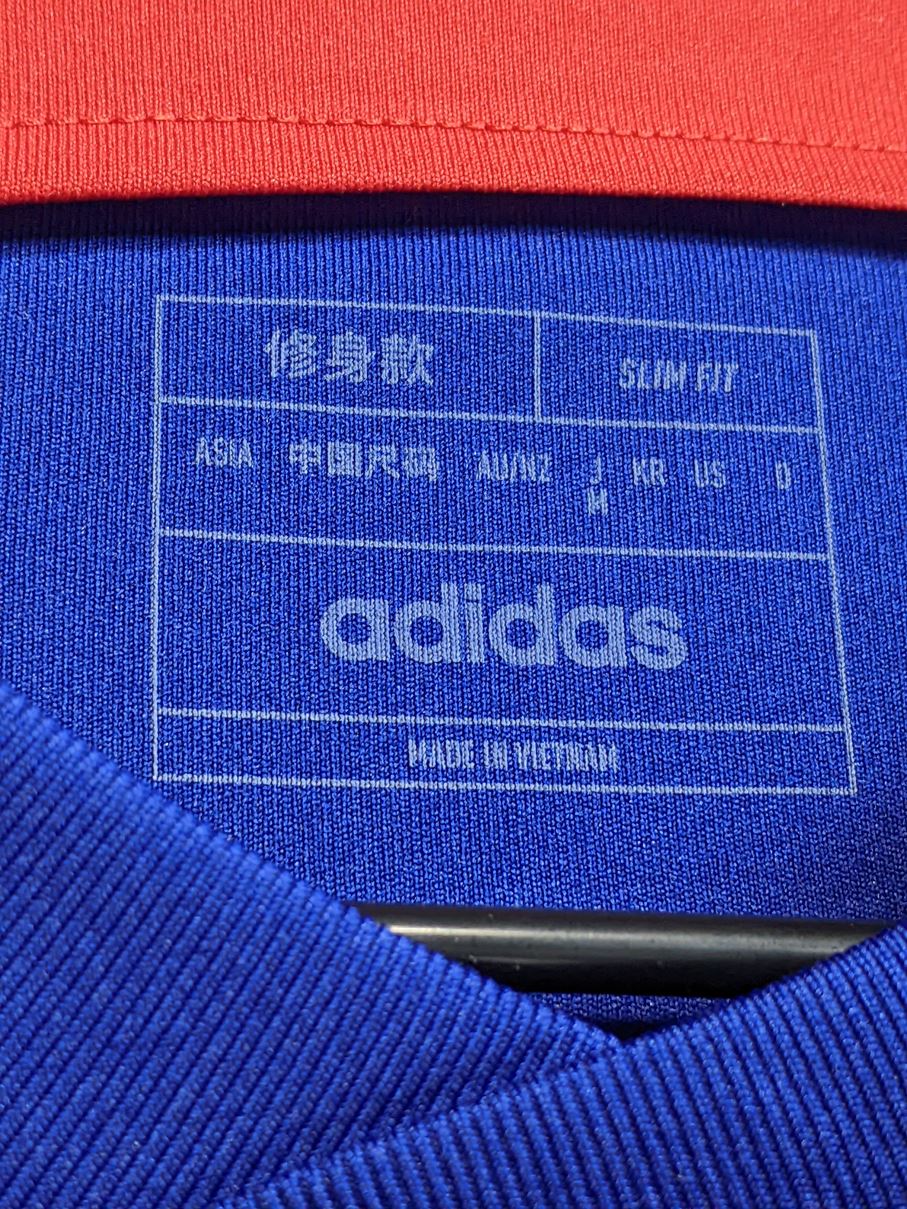 修身款 SLIM FIT
ASIA 中国尺码 AU/NZ J KR US D
M
adidas
MADE IN VIETNAM